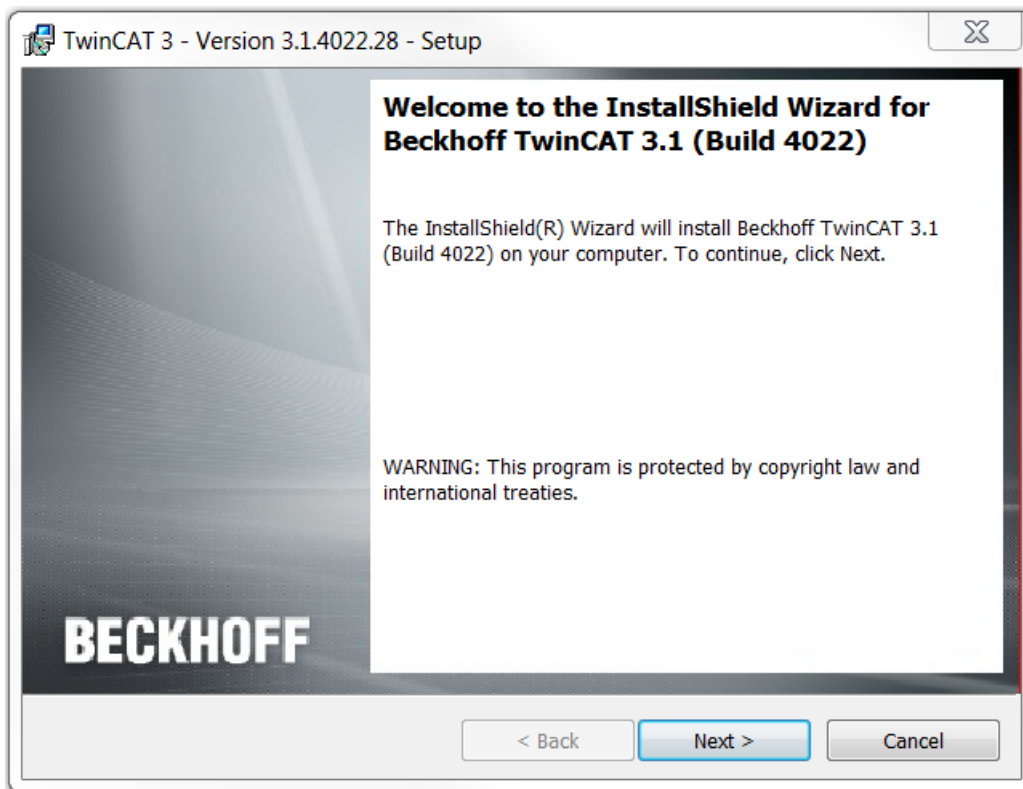 TwinCAT 3 - Version 3.1.4022.28 - Setup
Welcome to the InstallShield Wizard for
Beckhoff TwinCAT 3.1 (Build 4022)
The InstallShield(R) Wizard will install Beckhoff TwinCAT 3.1
(Build 4022) on your computer. To continue, click Next.
WARNING: This program is protected by copyright law and
international treaties.
BECKHOFF
< Back
Next >
Cancel